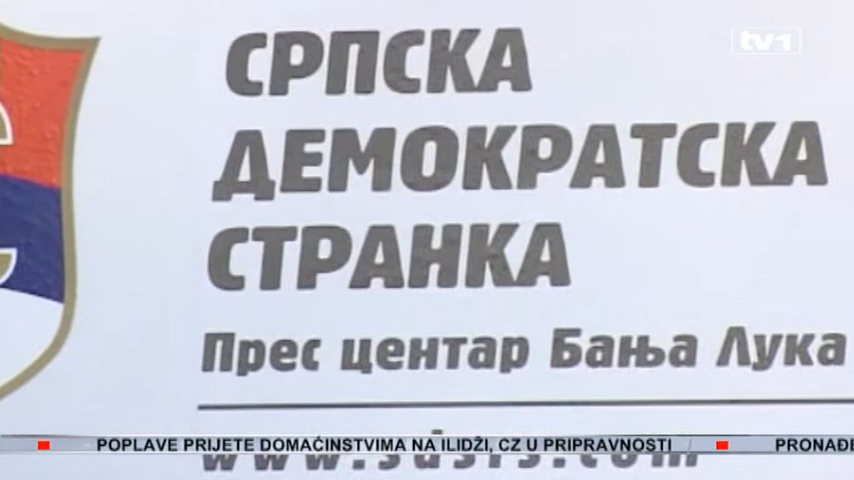 tv1
СРПСКА
ДЕМОКРАТСКА
СТРАНКА
Прес центар Бања Лука
POPLAVE PRIJETE DOMAĆINSTVIMA NA ILIDŽI, CZ U PRIPRAVNOSTI